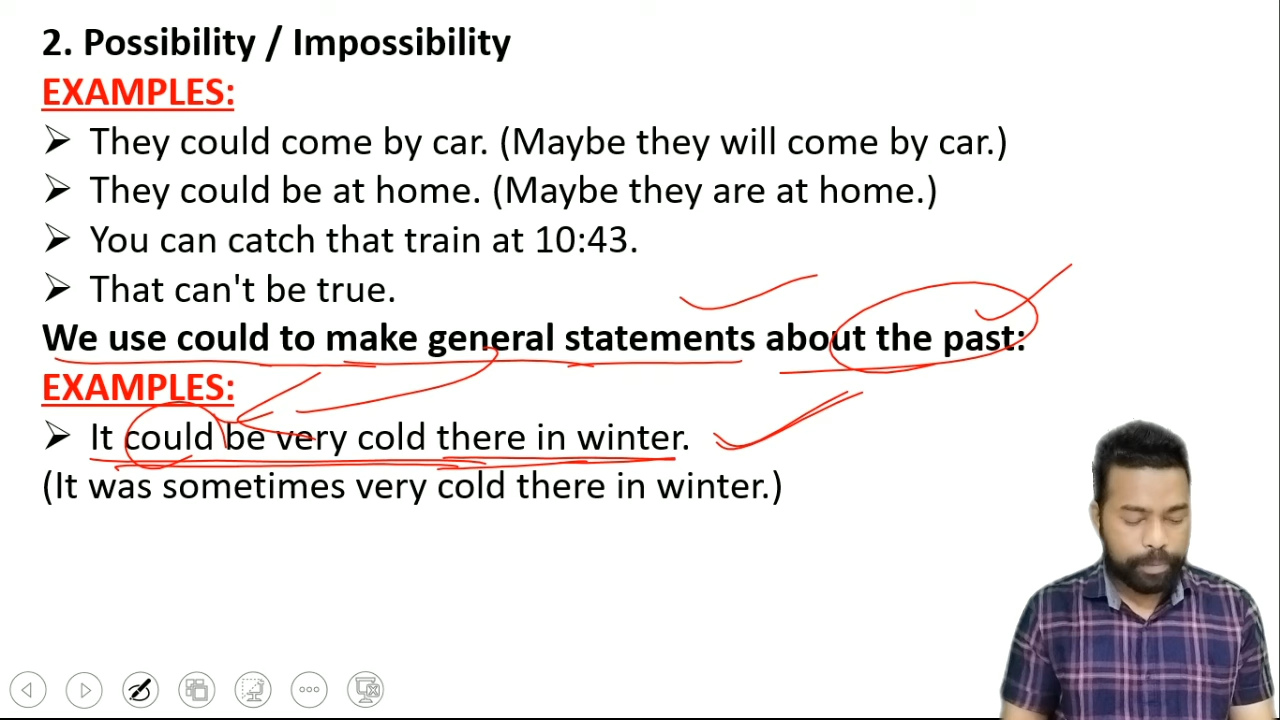 2. Possibility / Impossibility
EXAMPLES:
➢ They could come by car. (Maybe they will come by car.)
➢ They could be at home. (Maybe they are at home.)
➢ You can catch that train at 10:43.
➢ That can't be true.
We use could to make general statements about the past:
EXAMPLES:
➢ It could be very cold there in winter.
(It was sometimes very cold there in winter.)